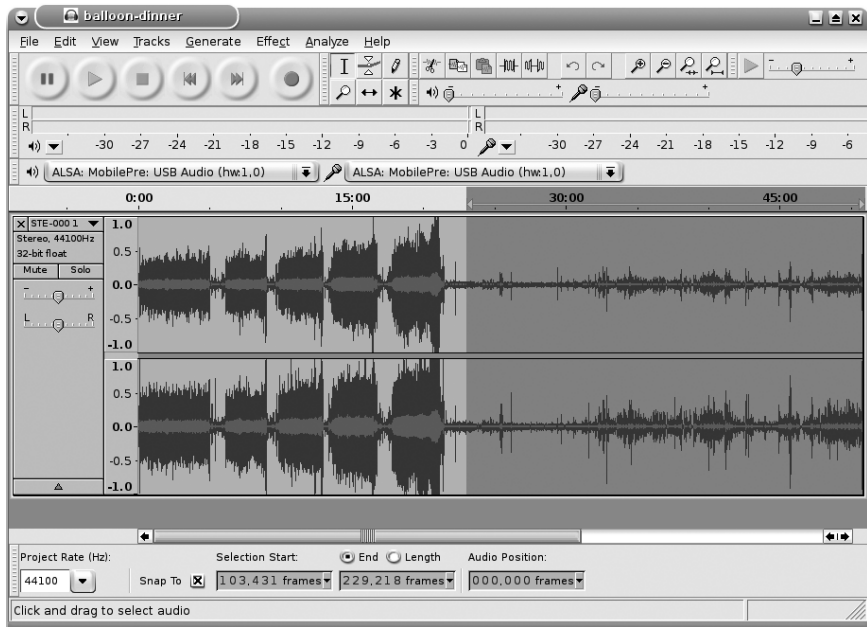 balloon-dinner
File Edit View Tracks Generate Effect Analyze Help
L
R
L
R
-30 -27 -24 -21 -18 -15 -12 -9 -6 -3 0
-30 -27 -24 -21 -18 -15 -12 -9 -6
ALSA: MobilePre: USB Audio (hw:1,0)
ALSA: MobilePre: USB Audio (hw:1,0)
0:00 15:00 30:00 45:00
STE-000 1
Stereo, 44100Hz
32-bit float
Mute Solo
- +
L R
1.0
0.5
0.0
-0.5
-1.0
1.0
0.5
0.0
-0.5
-1.0
Project Rate (Hz): Selection Start: End Length Audio Position:
44100 Snap To 103,431 frames 229,218 frames 000,000 frames
Click and drag to select audio